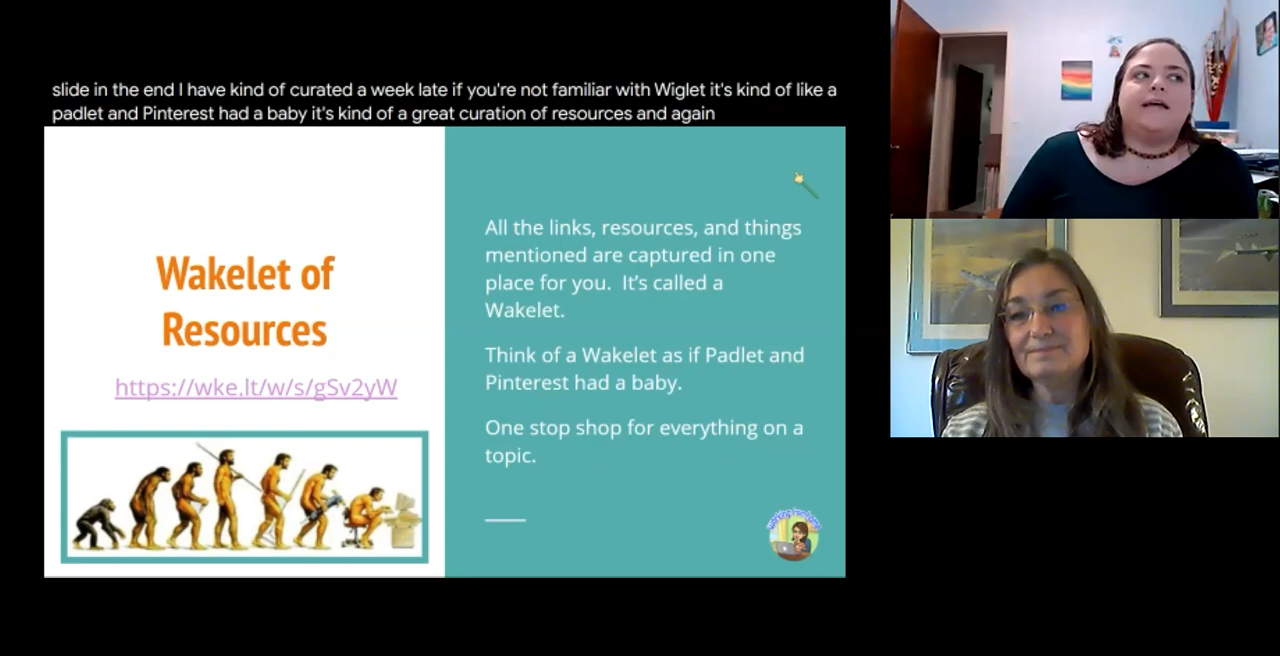 slide in the end I have kind of curated a week late if you're not familiar with Wiglet it's kind of like a
padlet and Pinterest had a baby it's kind of a great curation of resources and again
Wakelet of
Resources
https://wke.lt/w/s/gSv2yW
All the links, resources, and things
mentioned are captured in one
place for you.  It's called a
Wakelet.
Think of a Wakelet as if Padlet and
Pinterest had a baby.
One stop shop for everything on a
topic.